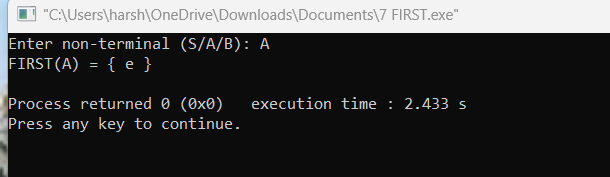 "C:\Users\harsh\OneDrive\Downloads\Documents\7 FIRST.exe"
Enter non-terminal (S/A/B): A
FIRST(A) = { e }
Process returned 0 (0x0)   execution time : 2.433 s
Press any key to continue.